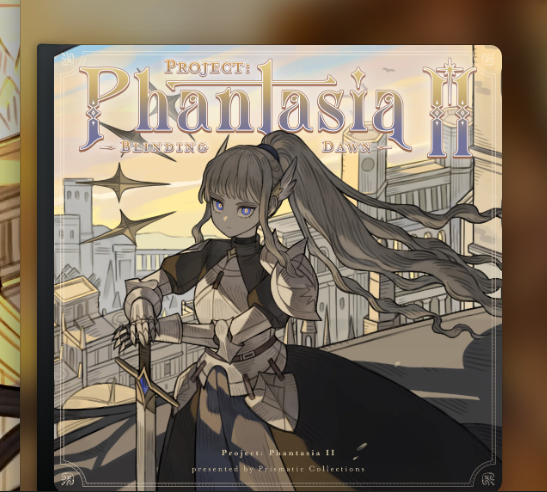 PROJECT:
Phantasia II
BLINDING DAWN
Project: Phantasia II
presented by Prismatic Collections